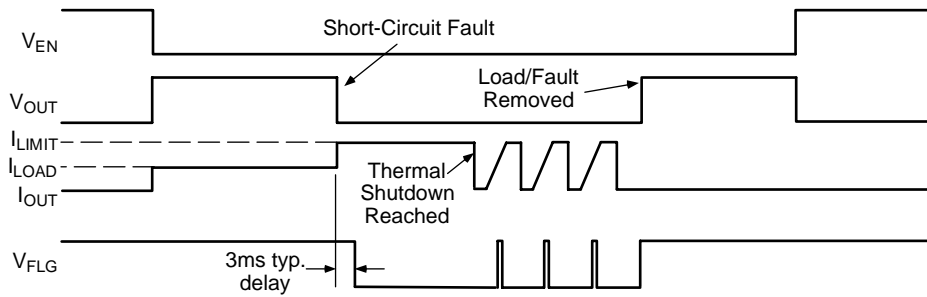 Short-Circuit Fault
VEN
Load/Fault
Removed
VOUT
ILIMIT
ILOAD
IOUT
Thermal
Shutdown
Reached
VFLG
3ms typ.
delay